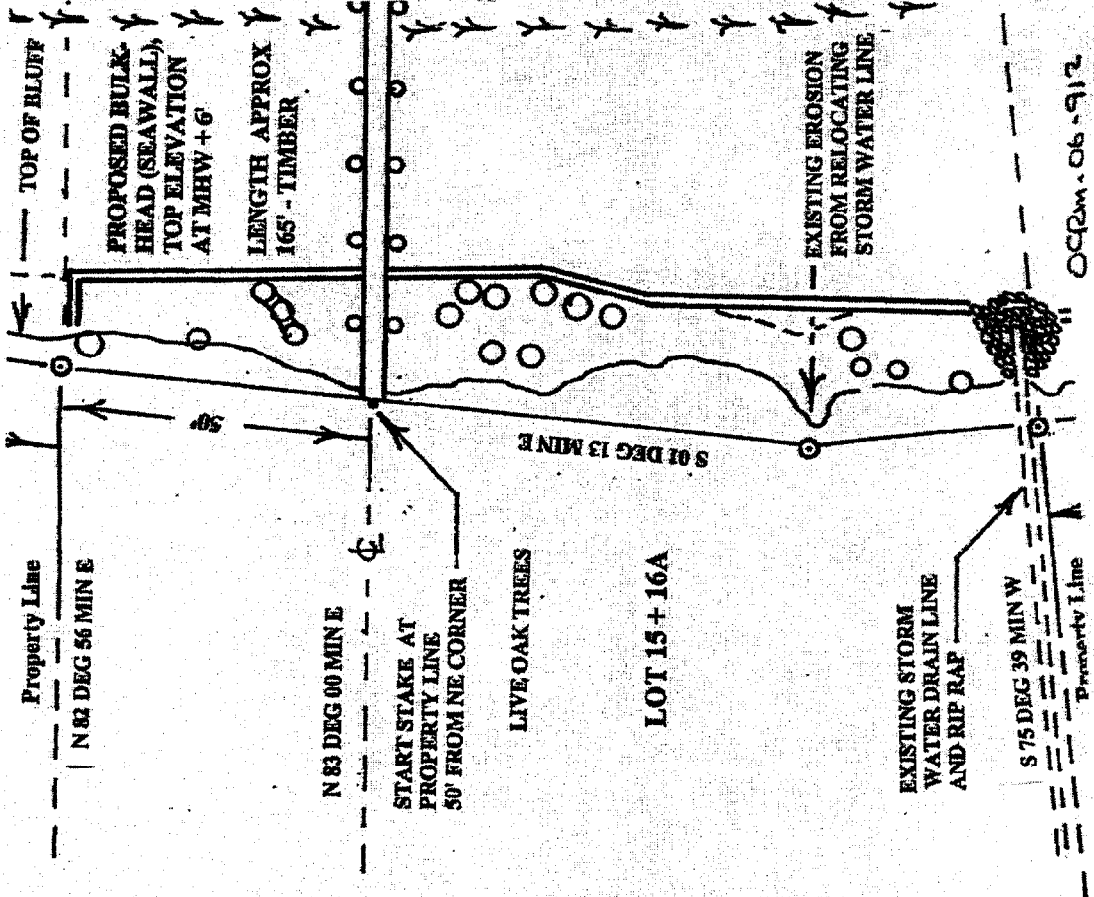 TOP OF BLUFF
PROPOSED BULK-
HEAD (SEAWALL),
TOP ELEVATION
AT MHW + 6'
LENGTH APPROX
165' - TIMBER
EXISTING EROSION
FROM RELOCATING
STORM WATER LINE
OCRM-06-912
50'
S 01 DEG 13 MIN E
Property Line
N 82 DEG 56 MIN E
N 83 DEG 00 MIN E
START STAKE AT
PROPERTY LINE
50' FROM NE CORNER
LIVE OAK TREES
LOT 15 + 16A
EXISTING STORM
WATER DRAIN LINE
AND RIP RAP
S 75 DEG 39 MIN W
Property Line